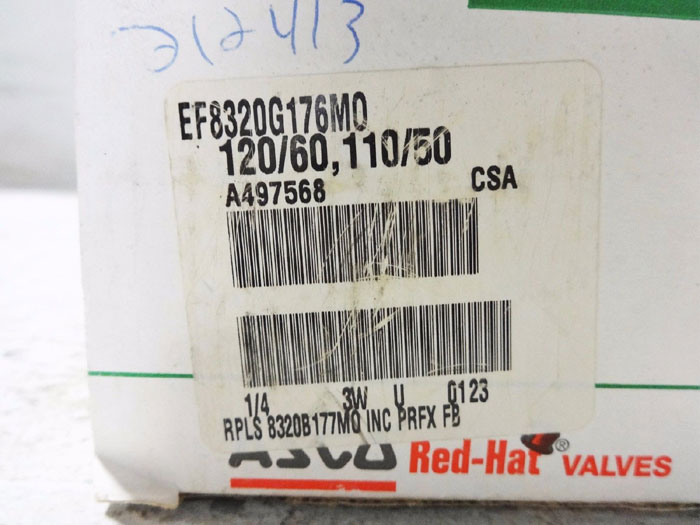 212413
EF8320G176MO
120/60,110/50
A497568 CSA
1/4 3W U 0123
RPLS 8320B177MO INC PRFX FB
ASCO Red-Hat® VALVES